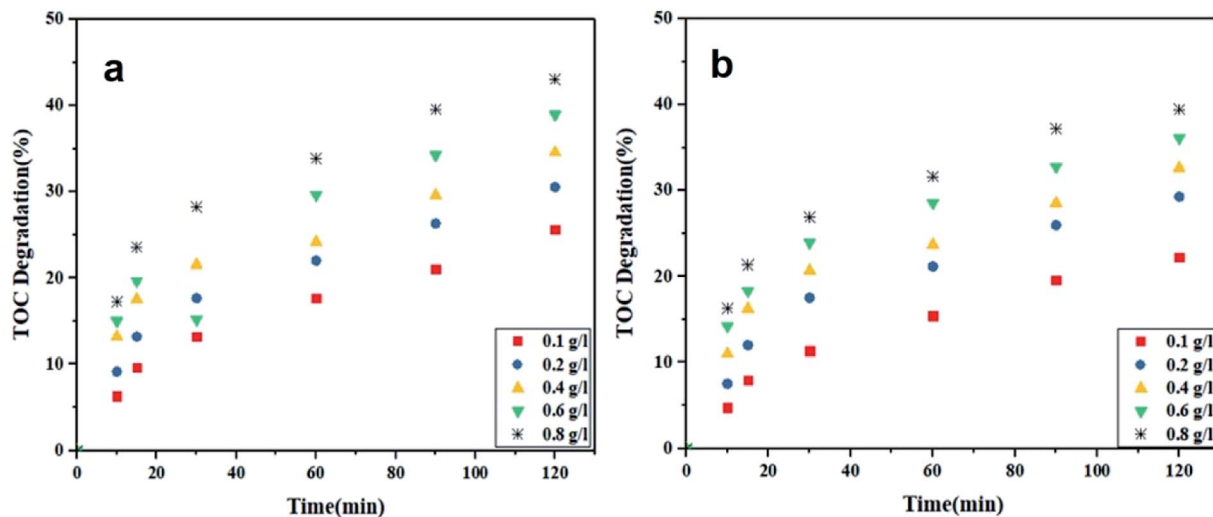 a
TOC Degradation(%)
50
40
30
20
10
0
0 20 40 60 80 100 120
Time(min)
0.1 g/l
0.2 g/l
0.4 g/l
0.6 g/l
0.8 g/l
b
TOC Degradation(%)
50
40
30
20
10
0
0 20 40 60 80 100 120
Time(min)
0.1 g/l
0.2 g/l
0.4 g/l
0.6 g/l
0.8 g/l